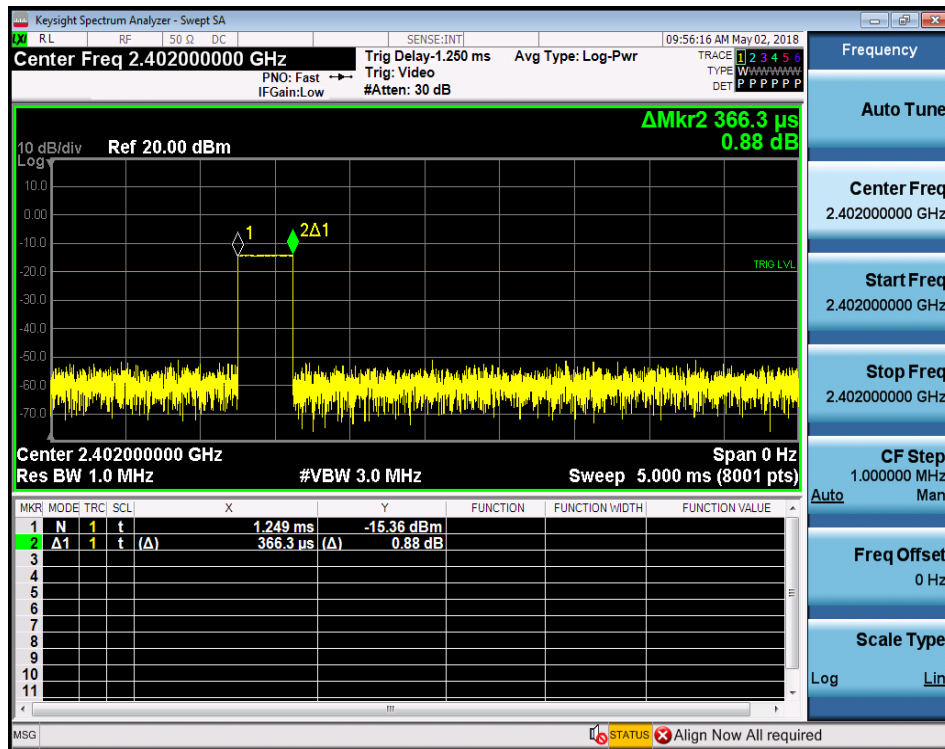 Keysight Spectrum Analyzer - Swept SA
LXI RL RF 50 Ω DC SENSE:INT 09:56:16 AM May 02, 2018
Center Freq 2.402000000 GHz
PNO: Fast
IFGain:Low
Trig Delay-1.250 ms
Trig: Video
#Atten: 30 dB
Avg Type: Log-Pwr
TRACE 1 2 3 4 5 6
TYPE WWWWWWW
DET P P P P P P
ΔMkr2 366.3 µs
0.88 dB
10 dB/div Ref 20.00 dBm
Log
10.0
0.00
-10.0
-20.0
-30.0
-40.0
-50.0
-60.0
-70.0
1
2Δ1
TRIG LVL
Center 2.402000000 GHz Span 0 Hz
Res BW 1.0 MHz #VBW 3.0 MHz Sweep 5.000 ms (8001 pts)
MKR MODE TRC SCL X Y FUNCTION FUNCTION WIDTH FUNCTION VALUE
1 N 1 t 1.249 ms -15.36 dBm
2 Δ1 1 t (Δ) 366.3 µs (Δ) 0.88 dB
3
4
5
6
7
8
9
10
11
MSG STATUS Align Now All required
Frequency
Auto Tune
Center Freq
2.402000000 GHz
Start Freq
2.402000000 GHz
Stop Freq
2.402000000 GHz
CF Step
1.000000 MHz
Auto Man
Freq Offset
0 Hz
Scale Type
Log Lin